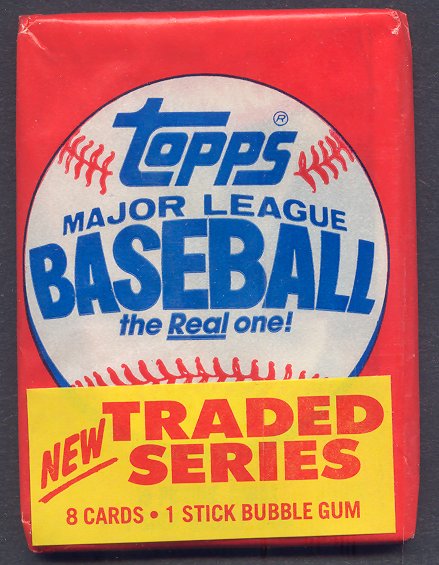 Topps ®
MAJOR LEAGUE
BASEBALL
the Real one!
NEW TRADED
SERIES
8 CARDS • 1 STICK BUBBLE GUM